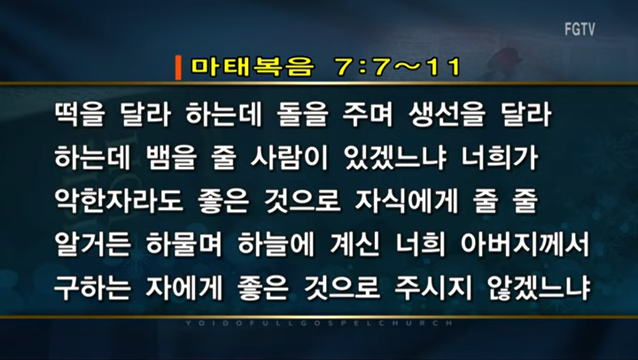 FGTV
마태복음 7:7~11
떡을 달라 하는데 돌을 주며 생선을 달라
하는데 뱀을 줄 사람이 있겠느냐 너희가
악한자라도 좋은 것으로 자식에게 줄 줄
알거든 하물며 하늘에 계신 너희 아버지께서
구하는 자에게 좋은 것으로 주시지 않겠느냐
YOIDOFULLGOSPELCHURCH